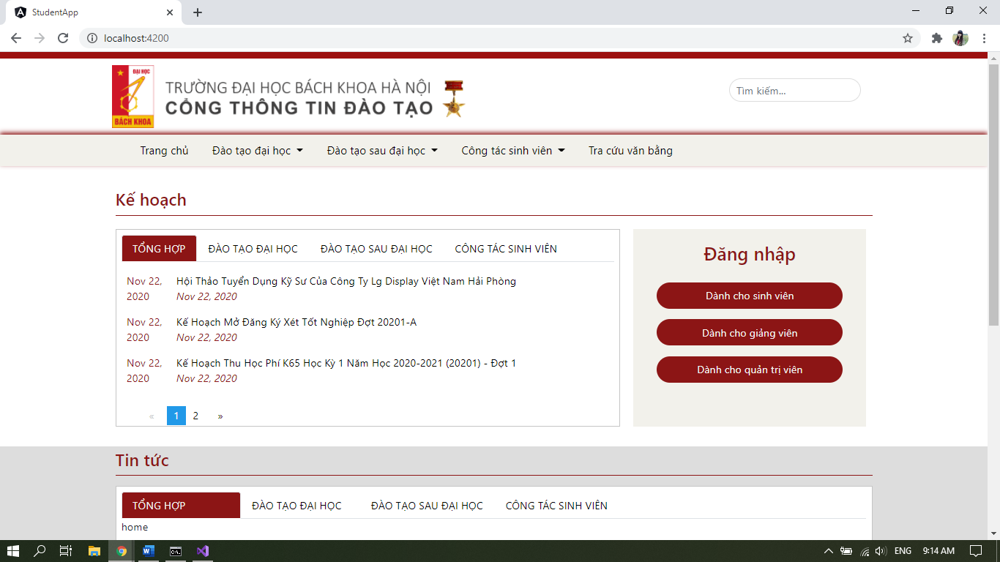 StudentApp
localhost:4200
ĐẠI HỌC
BÁCH KHOA
TRƯỜNG ĐẠI HỌC BÁCH KHOA HÀ NỘI
CỔNG THÔNG TIN ĐÀO TẠO
Tìm kiếm...
Trang chủ Đào tạo đại học Đào tạo sau đại học Công tác sinh viên Tra cứu văn bằng
Kế hoạch
TỔNG HỢP ĐÀO TẠO ĐẠI HỌC ĐÀO TẠO SAU ĐẠI HỌC CÔNG TÁC SINH VIÊN
Nov 22, 2020
Hội Thảo Tuyển Dụng Kỹ Sư Của Công Ty Lg Display Việt Nam Hải Phòng
Nov 22, 2020
Nov 22, 2020
Kế Hoạch Mở Đăng Ký Xét Tốt Nghiệp Đợt 20201-A
Nov 22, 2020
Nov 22, 2020
Kế Hoạch Thu Học Phí K65 Học Kỳ 1 Năm Học 2020-2021 (20201) - Đợt 1
Nov 22, 2020
« 1 2 »
Đăng nhập
Dành cho sinh viên
Dành cho giảng viên
Dành cho quản trị viên
Tin tức
TỔNG HỢP ĐÀO TẠO ĐẠI HỌC ĐÀO TẠO SAU ĐẠI HỌC CÔNG TÁC SINH VIÊN
home
ENG 9:14 AM